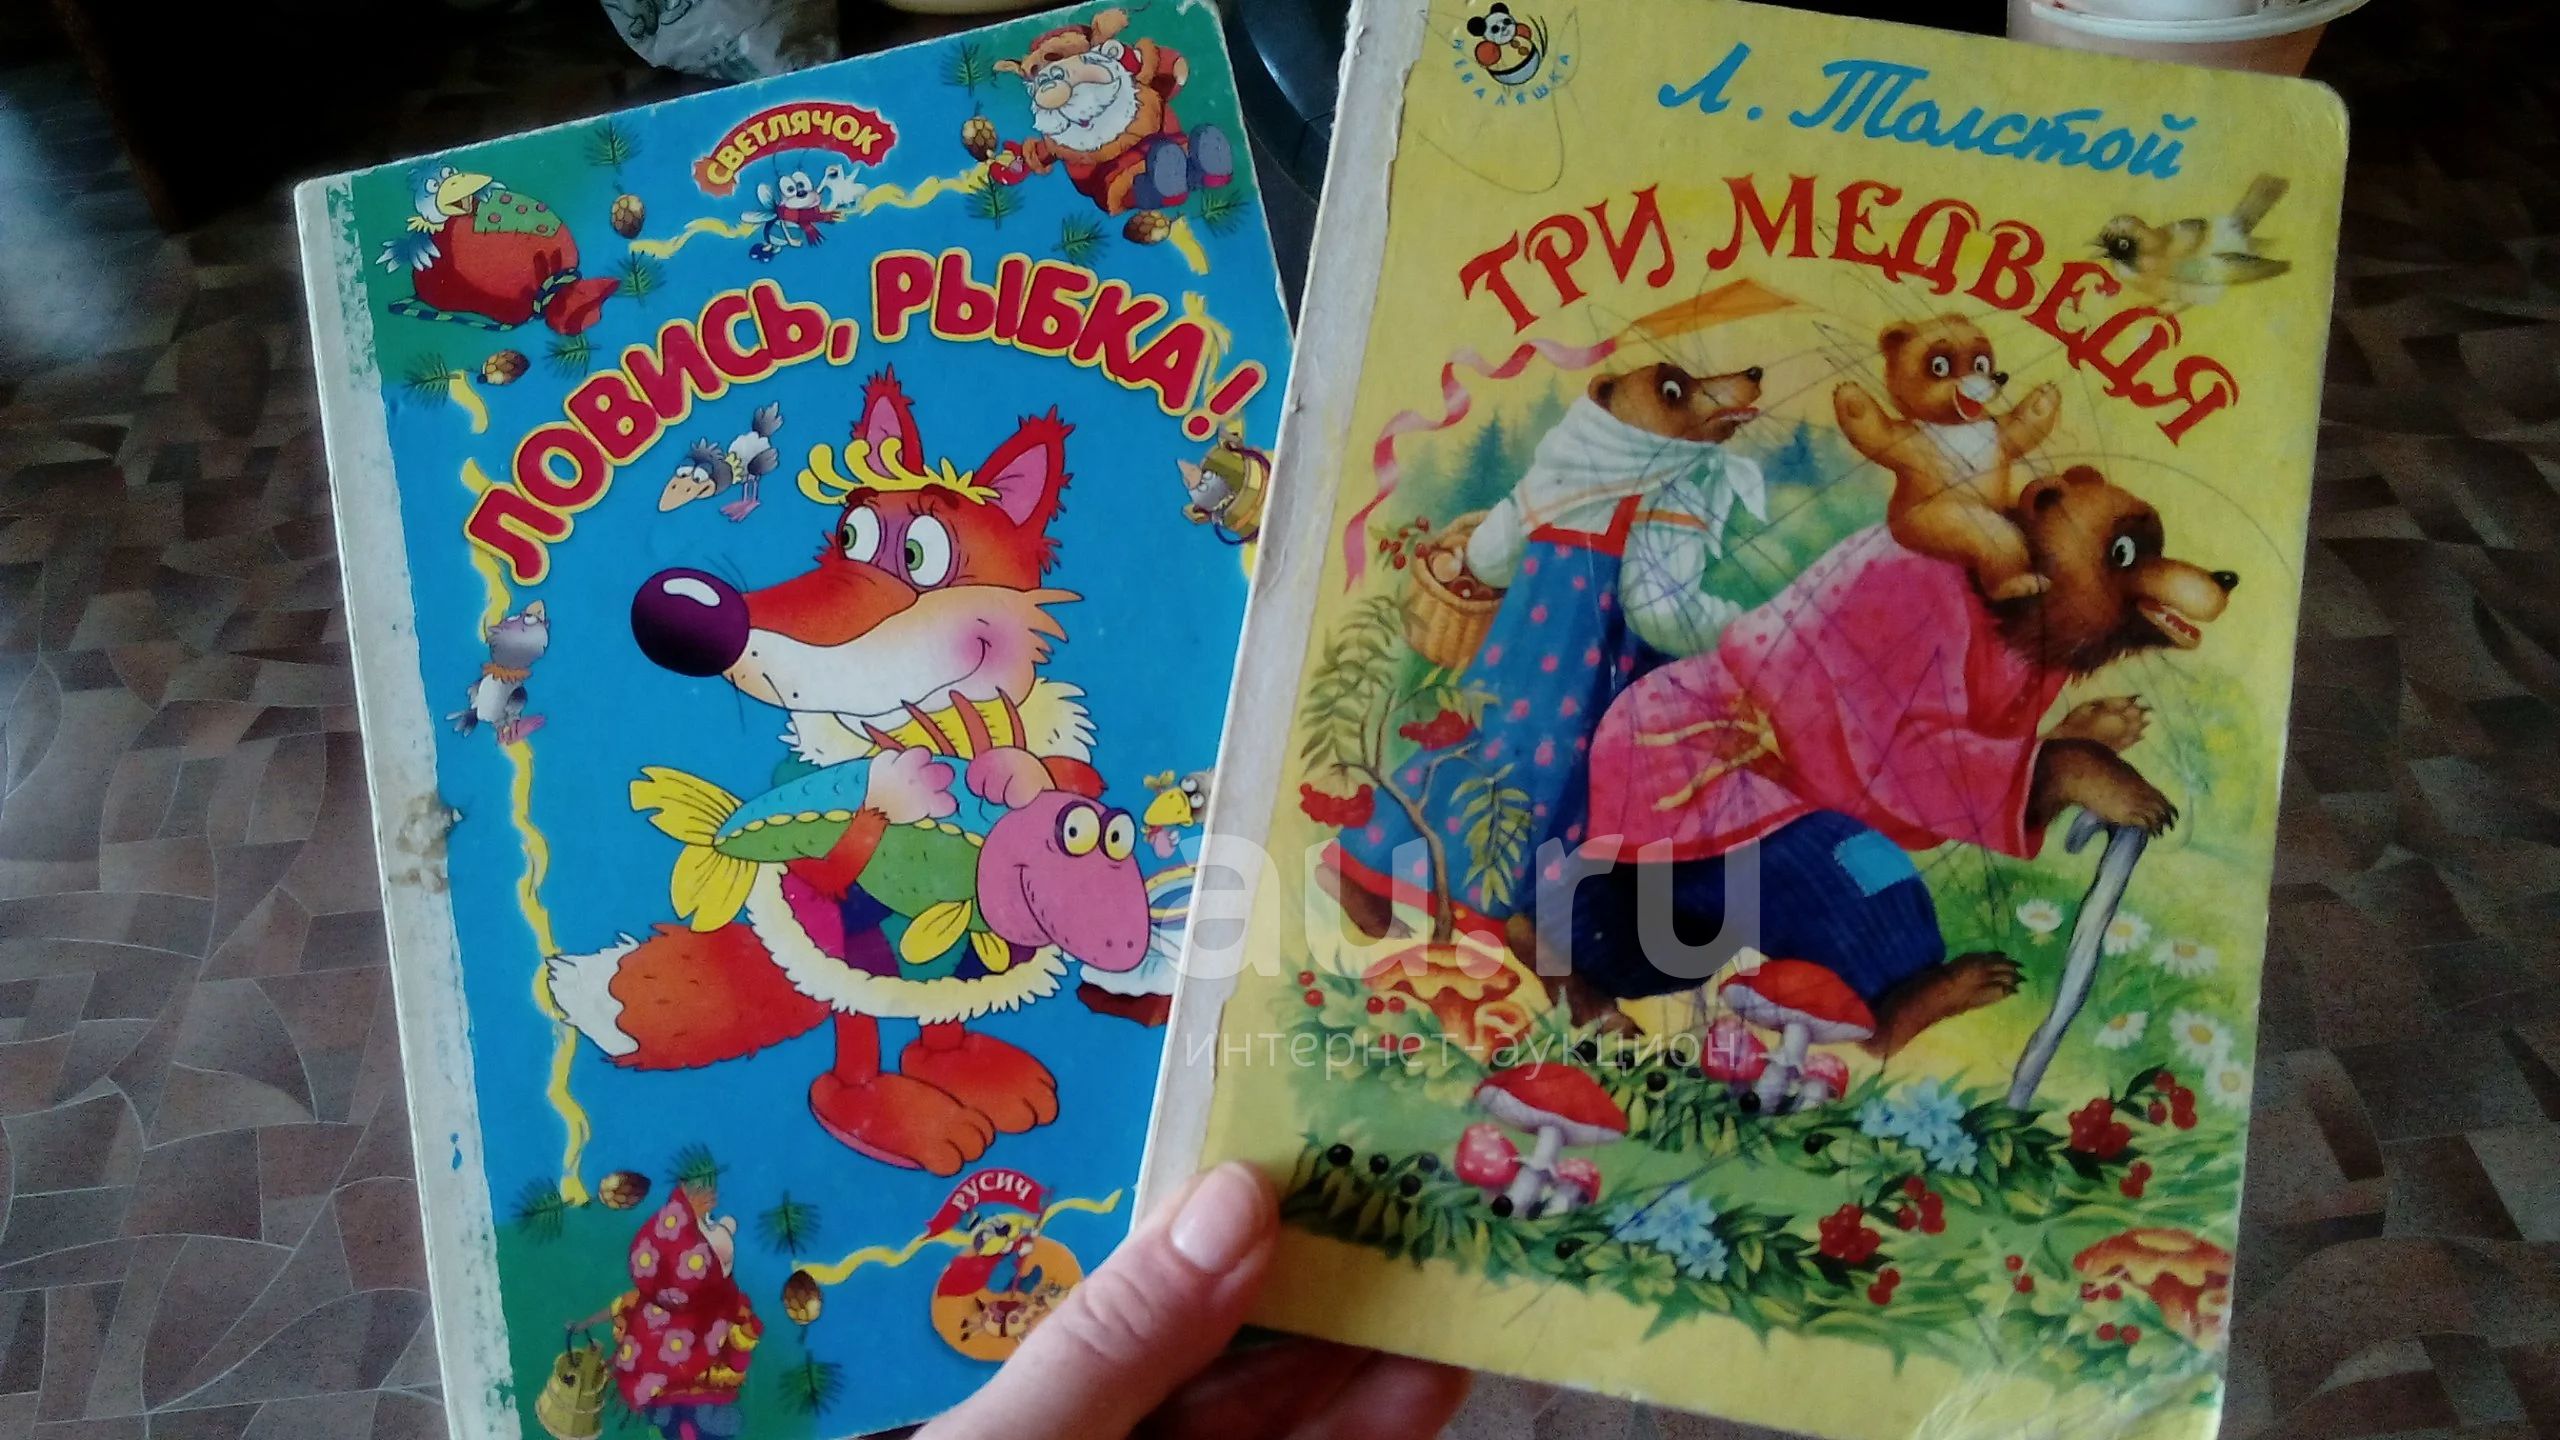 СВЕТЛЯЧОК
ЛОВИСЬ, РЫБКА!
РУСИЧ
НЕВАЛЯШКА
Л. Толстой
ТРИ МЕДВЕДЯ
au.ru
интернет-аукцион